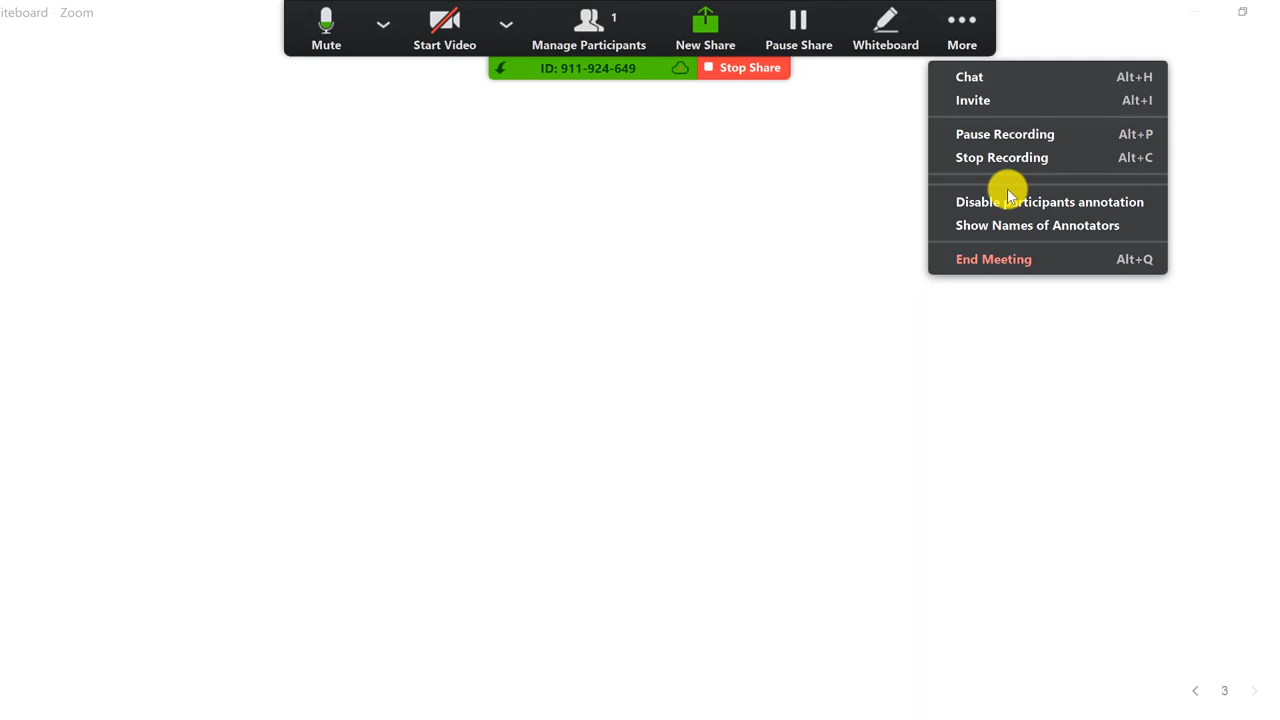 iteboard - Zoom
Mute
Start Video
Manage Participants
1
New Share
Pause Share
Whiteboard
More
ID: 911-924-649
Stop Share
Chat Alt+H
Invite Alt+I
Pause Recording Alt+P
Stop Recording Alt+C
Disable participants annotation
Show Names of Annotators
End Meeting Alt+Q
3